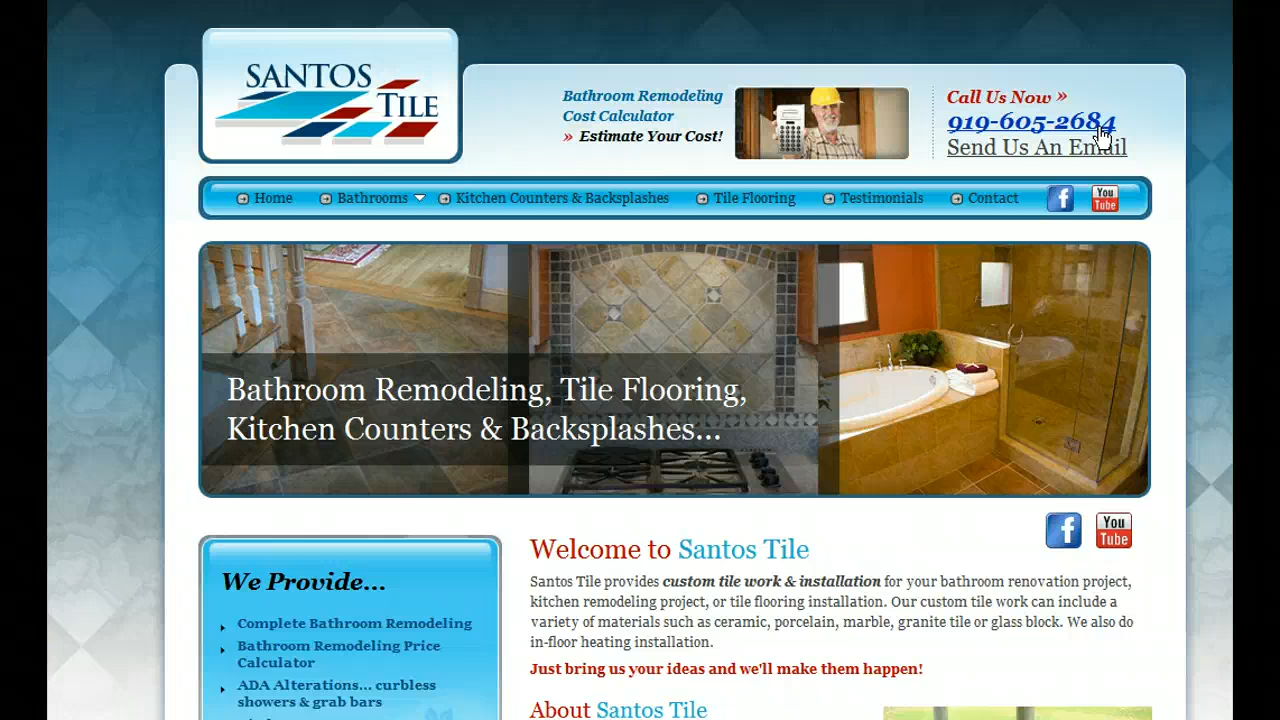 SANTOS
TILE
Bathroom Remodeling
Cost Calculator
» Estimate Your Cost!
Call Us Now »
919-605-2684
Send Us An Email
Home Bathrooms Kitchen Counters & Backsplashes Tile Flooring Testimonials Contact f You Tube
Bathroom Remodeling, Tile Flooring,
Kitchen Counters & Backsplashes...
f You Tube
We Provide...
Complete Bathroom Remodeling
Bathroom Remodeling Price
Calculator
ADA Alterations... curbless
showers & grab bars
Welcome to Santos Tile
Santos Tile provides custom tile work & installation for your bathroom renovation project,
kitchen remodeling project, or tile flooring installation. Our custom tile work can include a
variety of materials such as ceramic, porcelain, marble, granite tile or glass block. We also do
in-floor heating installation.
Just bring us your ideas and we'll make them happen!
About Santos Tile